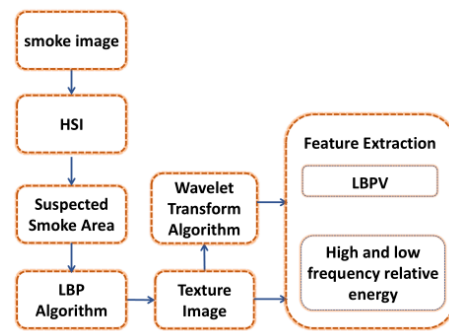 smoke image
HSI
Suspected
Smoke Area
LBP
Algorithm
Texture
Image
Wavelet
Transform
Algorithm
Feature Extraction
LBPV
High and low
frequency relative
energy